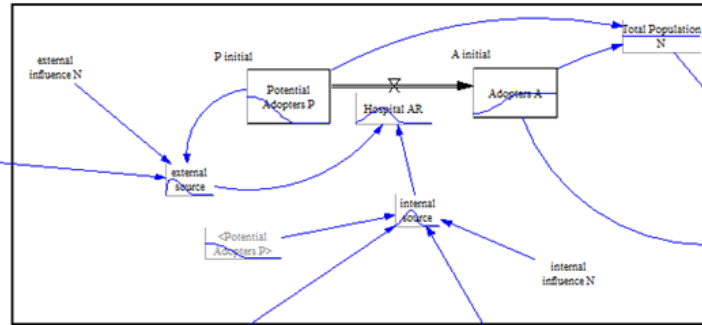 external
influence N
P initial
A initial
Total Population
N
Potential
Adopters P
Adopters A
Hospital AR
external
source
internal
source
<Potential
Adopters P>
internal
influence N